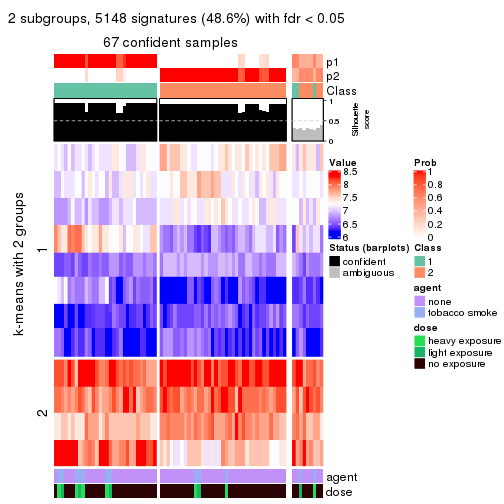 2 subgroups, 5148 signatures (48.6%) with fdr < 0.05
67 confident samples
p1
p2
Class
1
0.5
0
Silhouette
score
k-means with 2 groups
1
2
Value
8.5
8
7.5
7
6.5
6
Prob
1
0.8
0.6
0.4
0.2
0
Status (barplots)
confident
ambiguous
Class
1
2
agent
none
tobacco smoke
dose
heavy exposure
light exposure
no exposure
agent
dose